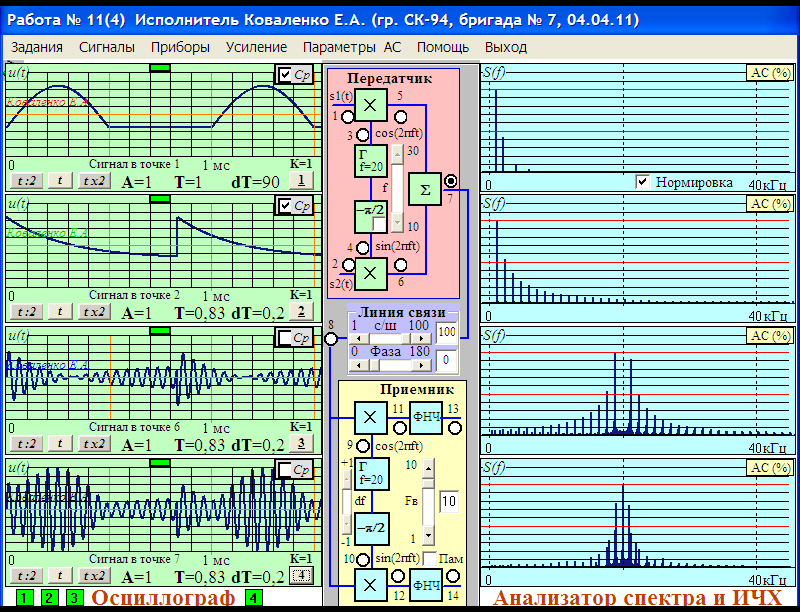 Работа № 11(4) Исполнитель Коваленко Е.А. (гр. СК-94, бригада № 7, 04.04.11)
Задания Сигналы Приборы Усиление Параметры АС Помощь Выход
u(t)
Ср
Коваленко Е.А
0 Сигнал в точке 1 1 мс K=1
t:2 t t x2 A=1 T=1 dT=90 1
u(t)
Ср
Коваленко Е.А
0 Сигнал в точке 2 1 мс K=1
t:2 t t x2 A=1 T=0,83 dT=0,2 2
u(t)
Ср
Коваленко Е.А
0 Сигнал в точке 6 1 мс K=1
t:2 t t x2 A=1 T=0,83 dT=0,2 3
u(t)
Ср
Коваленко Е.А
0 Сигнал в точке 7 1 мс K=1
t:2 t t x2 A=1 T=0,83 dT=0,2 4
1 2 3 Осциллограф 4
Передатчик
s1(t) X 5
1
3 cos(2πft)
Г
f=20
30
f
Σ
7
−π/2
10
4 sin(2πft)
2 X
s2(t) 6
8
Линия связи
1 с/ш 100 100
0 Фаза 180 0
Приемник
X 11 ФНЧ 13
9 cos(2πft)
+1 Г 10
f=20
df Fв 10
−π/2
-1 1
10 sin(2πft) Пам
X 12 ФНЧ 14
S(f) АС (%)
0 Нормировка 40кГц
S(f) АС (%)
0 40кГц
S(f) АС (%)
0 40кГц
S(f) АС (%)
0 40кГц
Анализатор спектра и ИЧХ